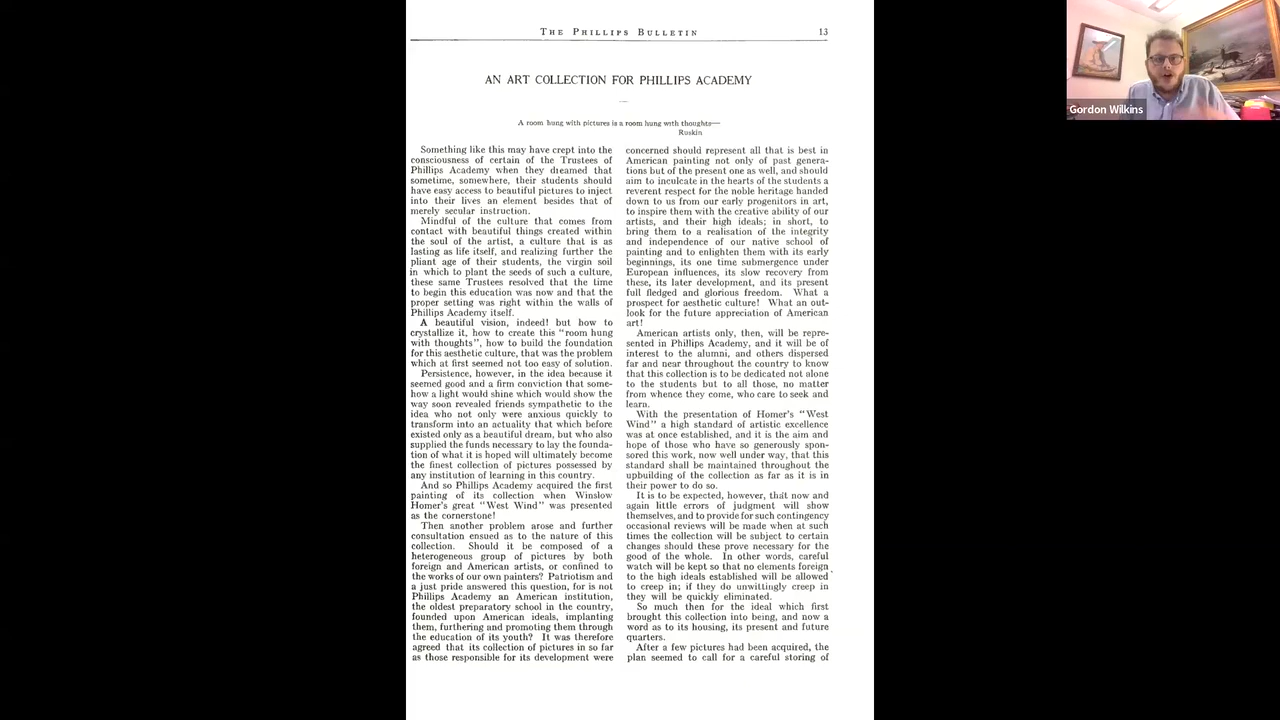 THE PHILLIPS BULLETIN 13
AN ART COLLECTION FOR PHILLIPS ACADEMY
A room hung with pictures is a room hung with thoughts—
Ruskin
Something like this may have crept into the
consciousness of certain of the Trustees of
Phillips Academy when they dreamed that
sometime, somewhere, their students should
have easy access to beautiful pictures to inject
into their lives an element besides that of
merely secular instruction.
Mindful of the culture that comes from
contact with beautiful things created within
the soul of the artist, a culture that is as
lasting as life itself, and realizing further the
pliant age of their students, the virgin soil
in which to plant the seeds of such a culture,
these same Trustees resolved that the time
to begin this education was now and that the
proper setting was right within the walls of
Phillips Academy itself.
A beautiful vision, indeed! but how to
crystallize it, how to create this "room hung
with thoughts", how to build the foundation
for this aesthetic culture, that was the problem
which at first seemed not too easy of solution.
Persistence, however, in the idea because it
seemed good and a firm conviction that some-
how a light would shine which would show the
way soon revealed friends sympathetic to the
idea who not only were anxious quickly to
transform into an actuality that which before
existed only as a beautiful dream, but who also
supplied the funds necessary to lay the founda-
tion of what it is hoped will ultimately become
the finest collection of pictures possessed by
any institution of learning in this country.
And so Phillips Academy acquired the first
painting of its collection when Winslow
Homer's great "West Wind" was presented
as the cornerstone!
Then another problem arose and further
consultation ensued as to the nature of this
collection. Should it be composed of a
heterogeneous group of pictures by both
foreign and American artists, or confined to
the works of our own painters? Patriotism and
a just pride answered this question, for is not
Phillips Academy an American institution,
the oldest preparatory school in the country,
founded upon American ideals, implanting
them, furthering and promoting them through
the education of its youth? It was therefore
agreed that its collection of pictures in so far
as those responsible for its development were
concerned should represent all that is best in
American painting not only of past genera-
tions but of the present one as well, and should
aim to inculcate in the hearts of the students a
reverent respect for the noble heritage handed
down to us from our early progenitors in art,
to inspire them with the creative ability of our
artists, and their high ideals; in short, to
bring them to a realisation of the integrity
and independence of our native school of
painting and to enlighten them with its early
beginnings, its one time submergence under
European influences, its slow recovery from
these, its later development, and its present
full fledged and glorious freedom. What a
prospect for aesthetic culture! What an out-
look for the future appreciation of American
art!
American artists only, then, will be repre-
sented in Phillips Academy, and it will be of
interest to the alumni, and others dispersed
far and near throughout the country to know
that this collection is to be dedicated not alone
to the students but to all those, no matter
from whence they come, who care to seek and
learn.
With the presentation of Homer's "West
Wind" a high standard of artistic excellence
was at once established, and it is the aim and
hope of those who have so generously spon-
sored this work, now well under way, that this
standard shall be maintained throughout the
upbuilding of the collection as far as it is in
their power to do so.
It is to be expected, however, that now and
again little errors of judgment will show
themselves, and to provide for such contingency
occasional reviews will be made when at such
times the collection will be subject to certain
changes should these prove necessary for the
good of the whole. In other words, careful
watch will be kept so that no elements foreign
to the high ideals established will be allowed
to creep in; if they do unwittingly creep in
they will be quickly eliminated.
So much then for the ideal which first
brought this collection into being, and now a
word as to its housing, its present and future
quarters.
After a few pictures had been acquired, the
plan seemed to call for a careful storing of
Gordon Wilkins